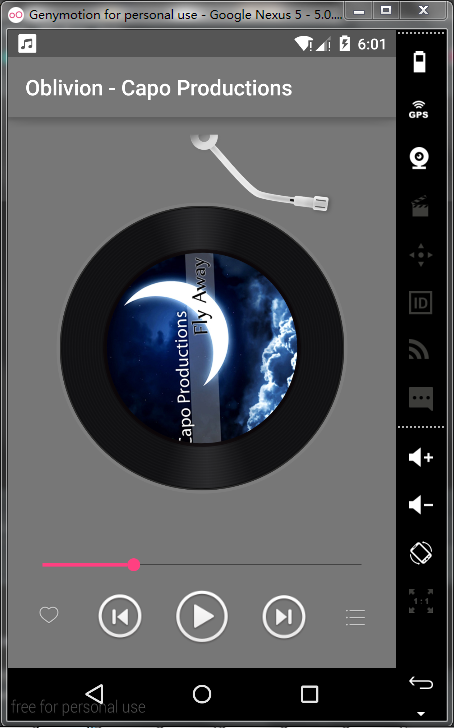 Genymotion for personal use - Google Nexus 5 - 5.0....
6:01
Oblivion - Capo Productions
GPS
ID
Fly Away
Capo Productions
1:1
free for personal use